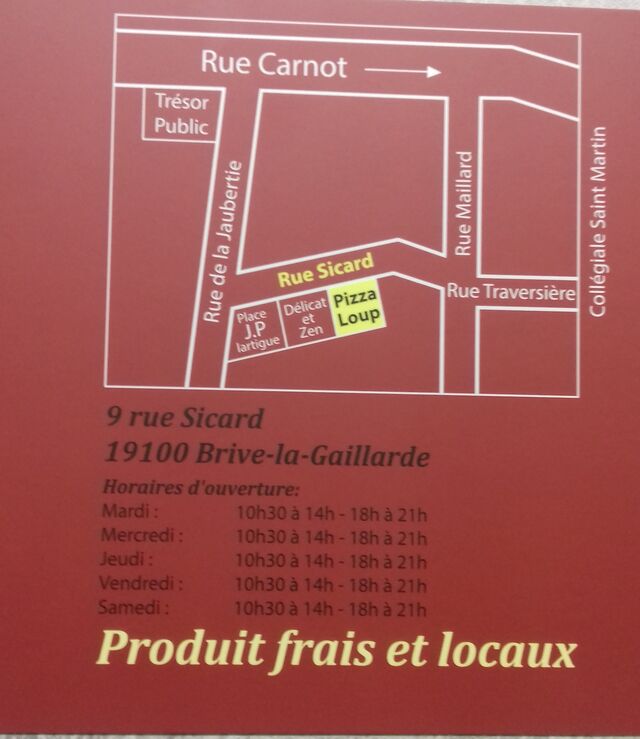 Rue Carnot
Trésor
Public
Rue de la Jaubertie
Rue Maillard
Collégiale Saint Martin
Rue Sicard
Rue Traversière
Place
J.P
lartigue
Délicat
et
Zen
Pizza
Loup
9 rue Sicard
19100 Brive-la-Gaillarde
Horaires d'ouverture:
Mardi : 10h30 à 14h - 18h à 21h
Mercredi : 10h30 à 14h - 18h à 21h
Jeudi : 10h30 à 14h - 18h à 21h
Vendredi : 10h30 à 14h - 18h à 21h
Samedi : 10h30 à 14h - 18h à 21h
Produit frais et locaux